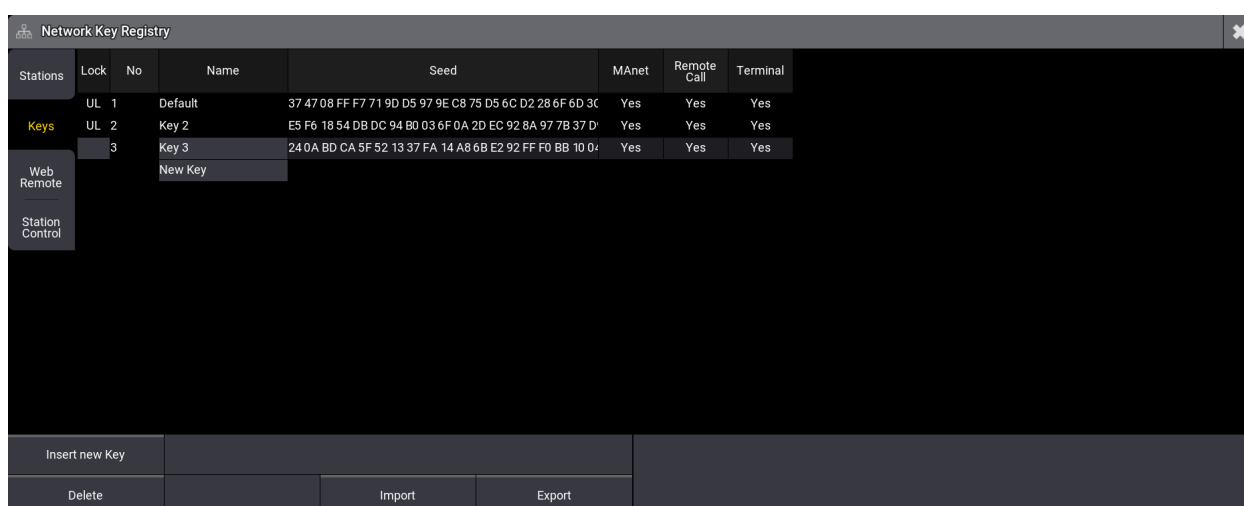 Network Key Registry
Stations
Keys
Web
Remote
Station
Control
Lock No Name Seed MAnet Remote Call Terminal
UL 1 Default 37 47 08 FF F7 71 9D D5 97 9E C8 75 D5 6C D2 28 6F 6D 3C Yes Yes Yes
UL 2 Key 2 E5 F6 18 54 DB DC 94 B0 03 6F 0A 2D EC 92 8A 97 7B 37 Yes Yes Yes
3 Key 3 24 0A BD CA 5F 52 13 37 FA 14 A8 6B E2 92 FF F0 BB 10 Yes Yes Yes
New Key
Insert new Key
Delete Import Export